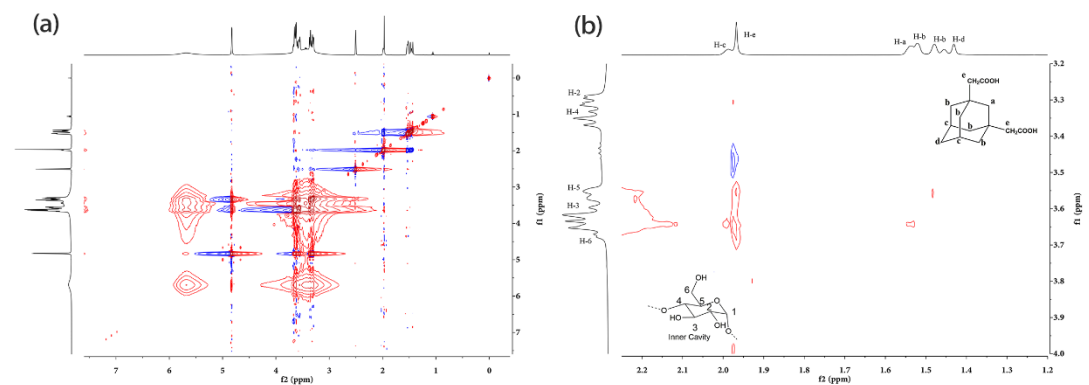 (a)
0
1
2
3
4
5
6
7
f1 (ppm)
7 6 5 4 3 2 1 0
f2 (ppm)
(b)
H-c
H-e
H-a
H-b
H-b
H-d
H-2
H-4
H-5
H-3
H-6
e
CH₂COOH
b
a
b
c
b
e
CH₂COOH
d
c
b
6
OH
4
5
O
O
2
1
HO
OH
3
O
Inner Cavity
3.2
3.3
3.4
3.5
3.6
3.7
3.8
3.9
4.0
f1 (ppm)
2.2 2.1 2.0 1.9 1.8 1.7 1.6 1.5 1.4 1.3 1.2
f2 (ppm)